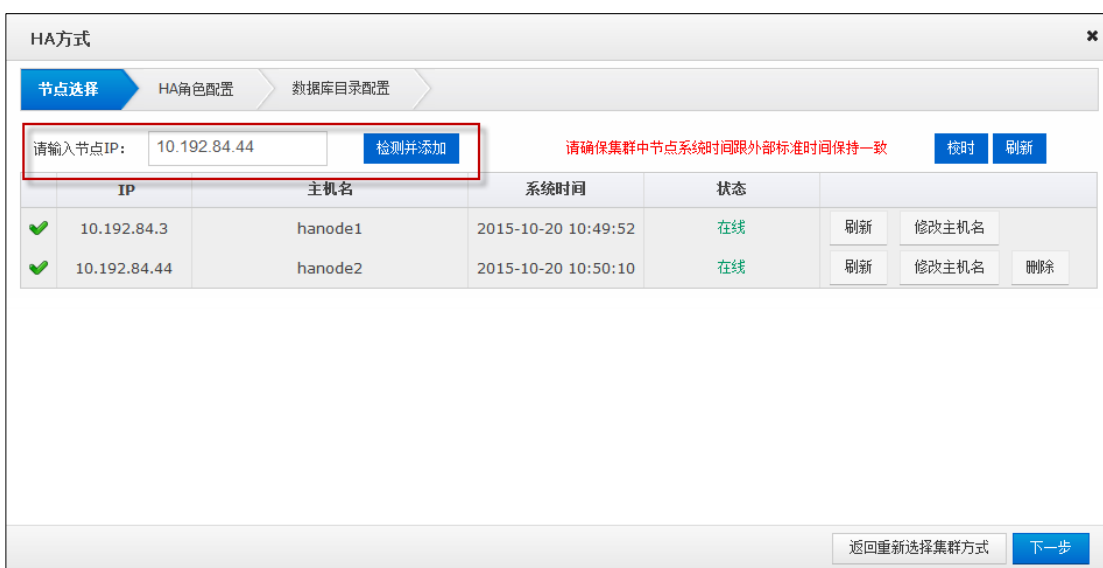 HA方式
节点选择 HA角色配置 数据库目录配置
请输入节点IP: 10.192.84.44 检测并添加 请确保集群中节点系统时间跟外部标准时间保持一致 校时 刷新
IP 主机名 系统时间 状态
10.192.84.3 hanode1 2015-10-20 10:49:52 在线 刷新 修改主机名
10.192.84.44 hanode2 2015-10-20 10:50:10 在线 刷新 修改主机名 删除
返回重新选择集群方式 下一步